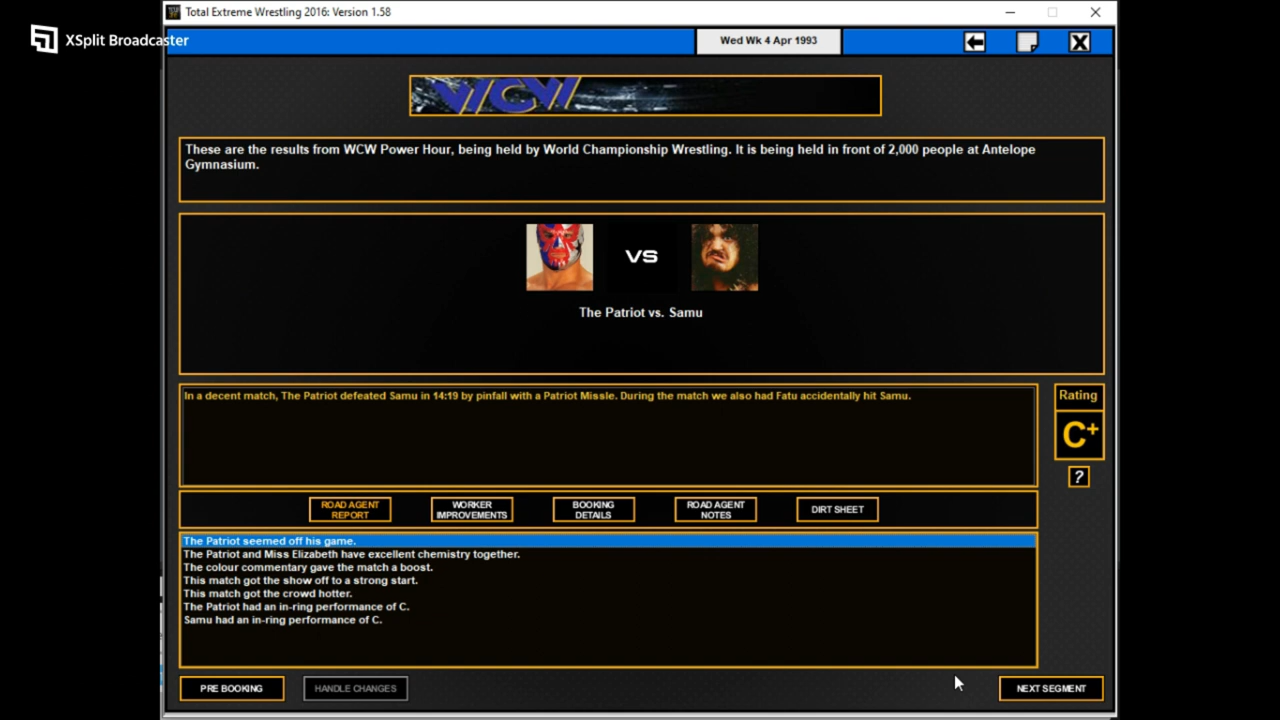 Total Extreme Wrestling 2016: Version 1.58
XSplit Broadcaster
Wed Wk 4 Apr 1993
WCW
These are the results from WCW Power Hour, being held by World Championship Wrestling. It is being held in front of 2,000 people at Antelope
Gymnasium.
VS
The Patriot vs. Samu
In a decent match, The Patriot defeated Samu in 14:19 by pinfall with a Patriot Missle. During the match we also had Fatu accidentally hit Samu.
Rating
C+
?
ROAD AGENT
REPORT
WORKER
IMPROVEMENTS
BOOKING
DETAILS
ROAD AGENT
NOTES
DIRT SHEET
The Patriot seemed off his game.
The Patriot and Miss Elizabeth have excellent chemistry together.
The colour commentary gave the match a boost.
This match got the show off to a strong start.
This match got the crowd hotter.
The Patriot had an in-ring performance of C.
Samu had an in-ring performance of C.
PRE BOOKING
HANDLE CHANGES
NEXT SEGMENT